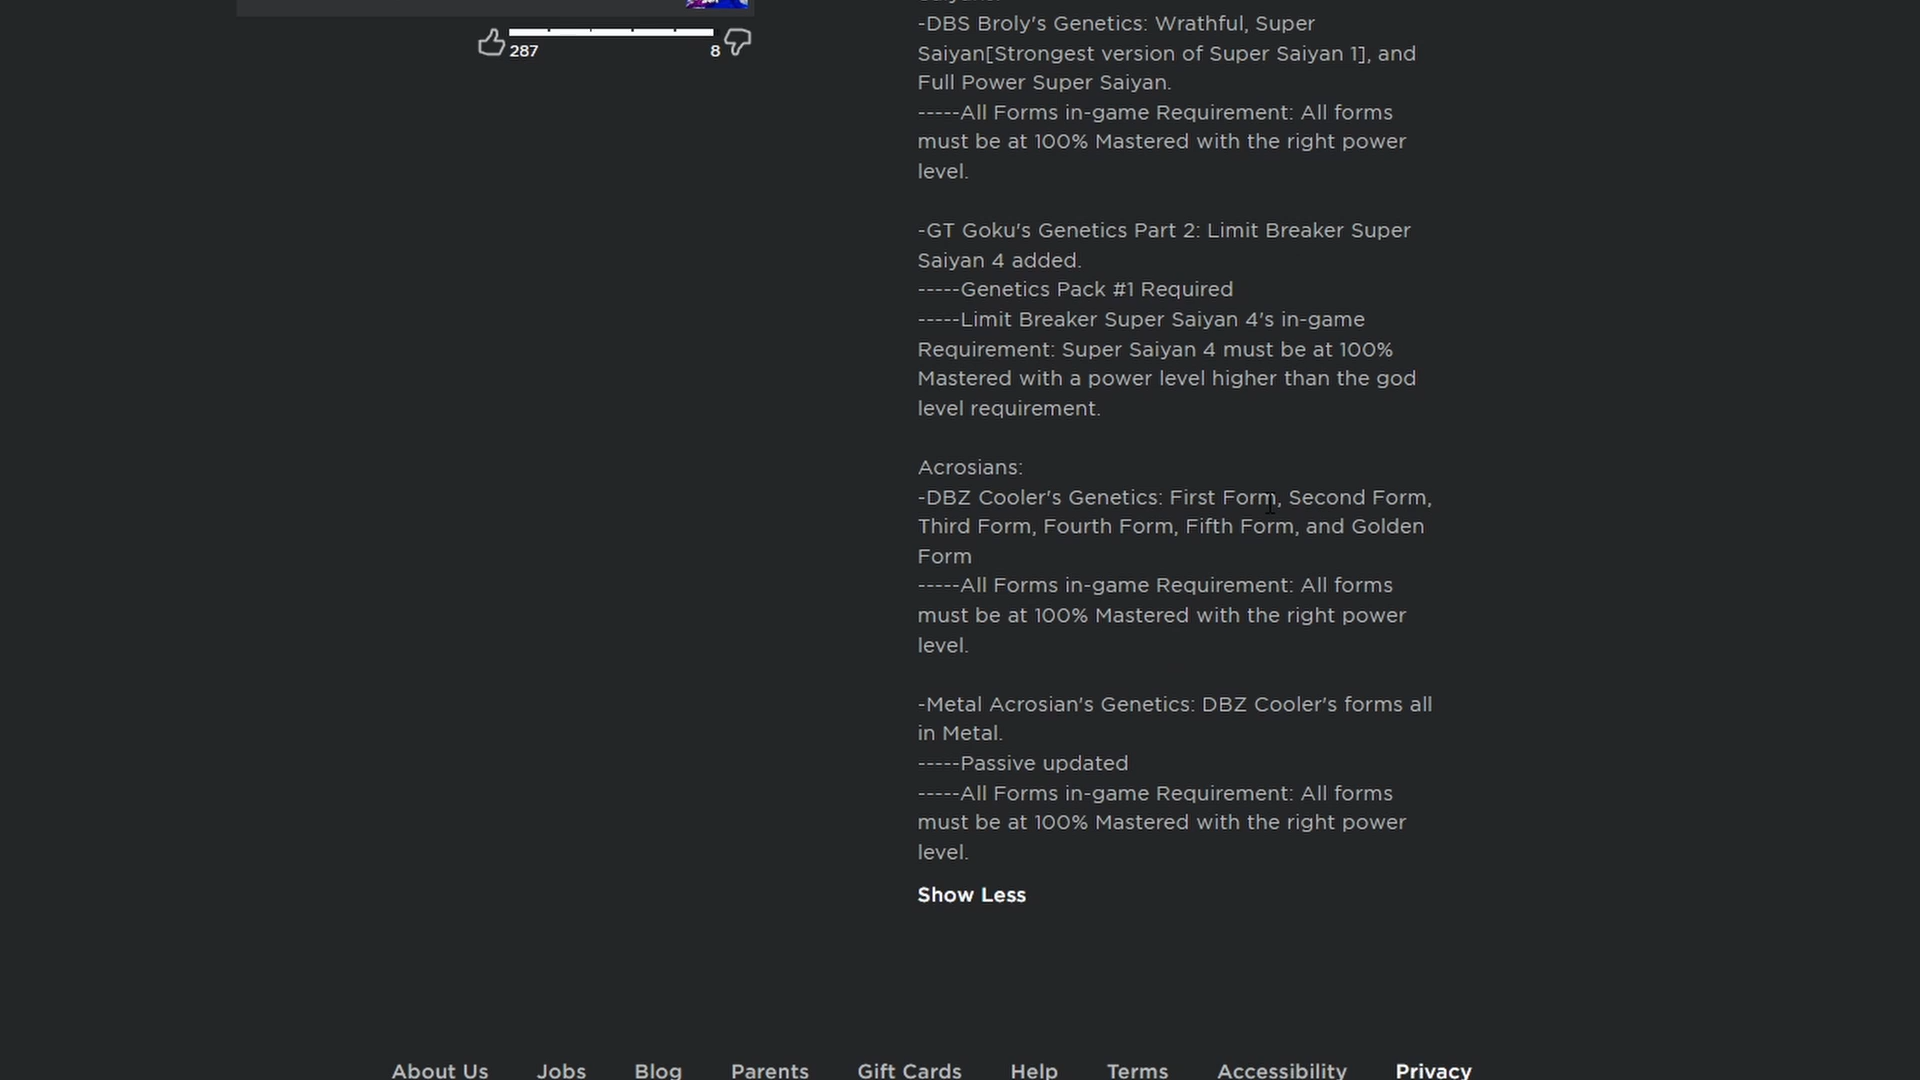 287
8
-DBS Broly's Genetics: Wrathful, Super
Saiyan[Strongest version of Super Saiyan 1], and
Full Power Super Saiyan.
-----All Forms in-game Requirement: All forms
must be at 100% Mastered with the right power
level.
-GT Goku's Genetics Part 2: Limit Breaker Super
Saiyan 4 added.
-----Genetics Pack #1 Required
-----Limit Breaker Super Saiyan 4's in-game
Requirement: Super Saiyan 4 must be at 100%
Mastered with a power level higher than the god
level requirement.
Acrosians:
-DBZ Cooler's Genetics: First Form, Second Form,
Third Form, Fourth Form, Fifth Form, and Golden
Form
-----All Forms in-game Requirement: All forms
must be at 100% Mastered with the right power
level.
-Metal Acrosian's Genetics: DBZ Cooler's forms all
in Metal.
-----Passive updated
-----All Forms in-game Requirement: All forms
must be at 100% Mastered with the right power
level.
Show Less
About Us Jobs Blog Parents Gift Cards Help Terms Accessibility Privacy